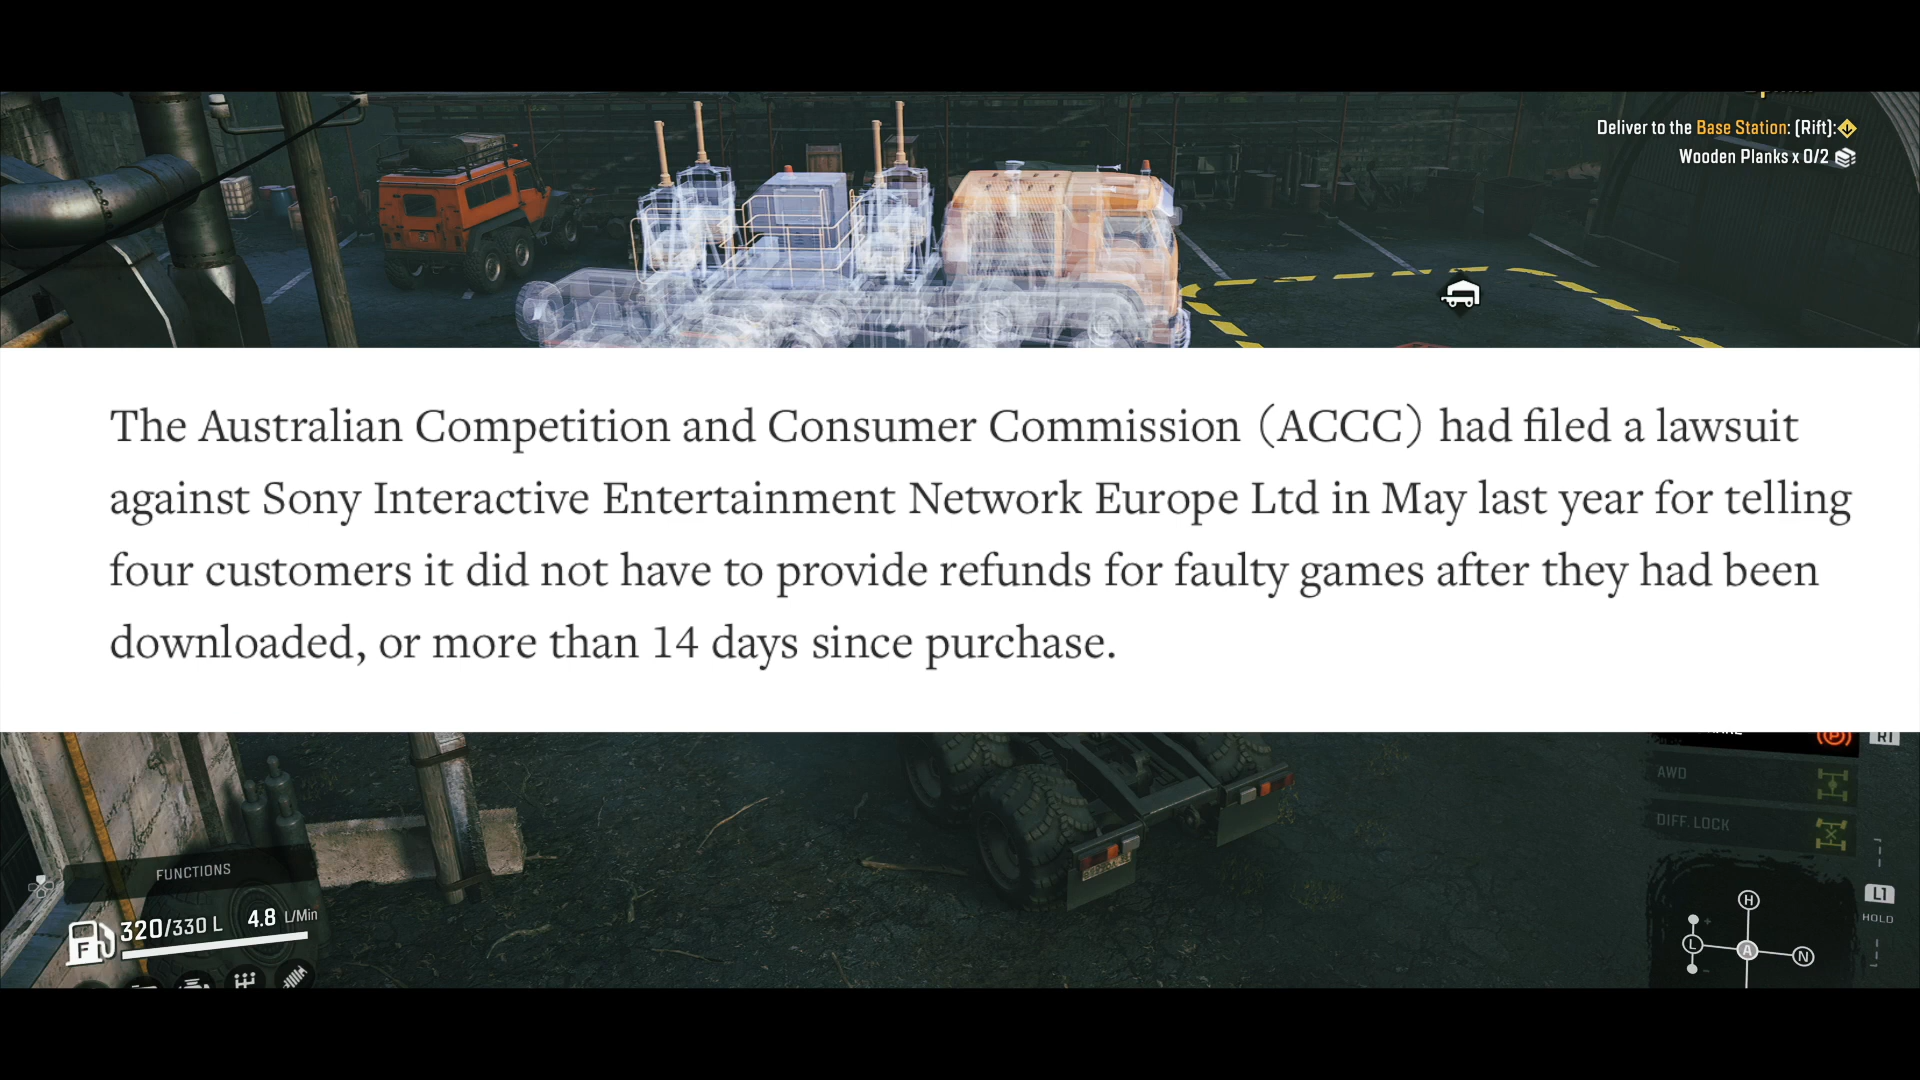 Deliver to the Base Station: (Rift):
Wooden Planks x 0/2
The Australian Competition and Consumer Commission (ACCC) had filed a lawsuit
against Sony Interactive Entertainment Network Europe Ltd in May last year for telling
four customers it did not have to provide refunds for faulty games after they had been
downloaded, or more than 14 days since purchase.
R1
AWD
DIFF. LOCK
FUNCTIONS
F
320/330 L 4.8 L/Min
L1
HOLD
H
L A N